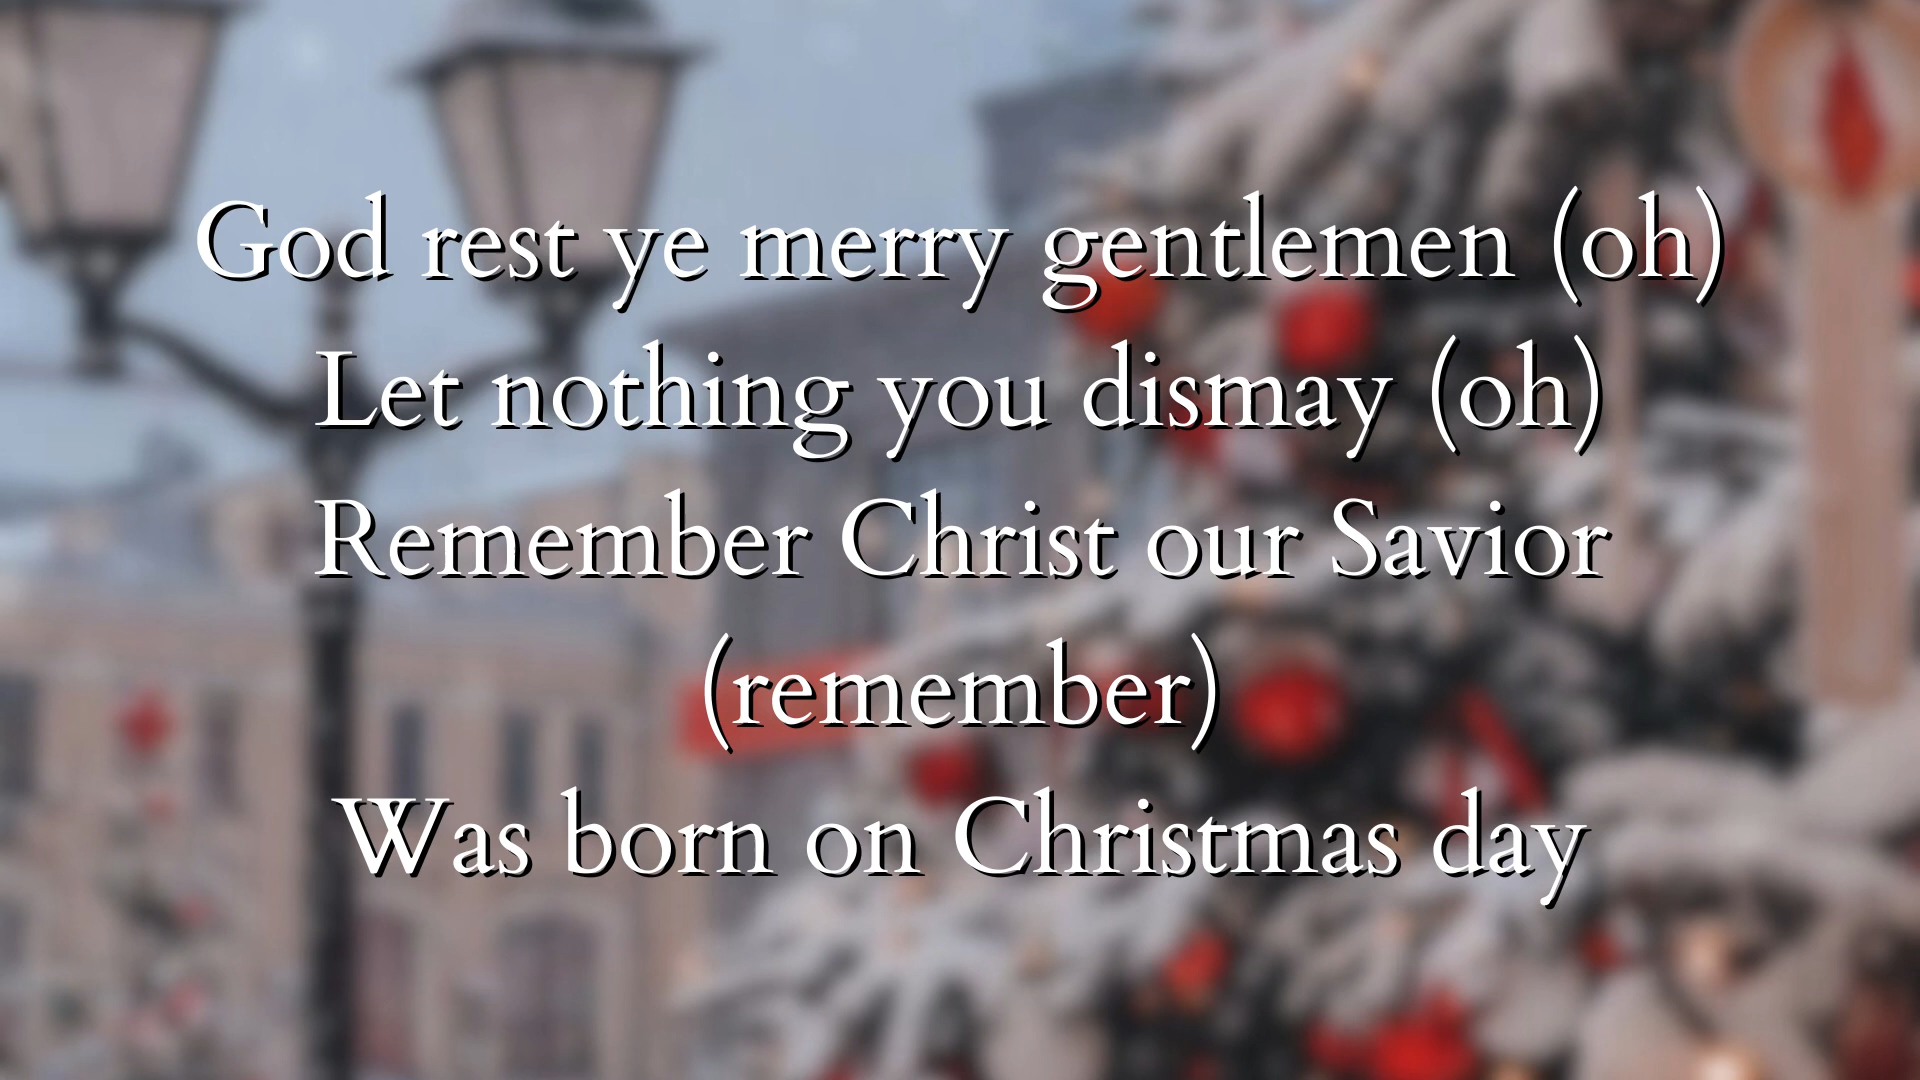 God rest ye merry gentlemen (oh)
Let nothing you dismay (oh)
Remember Christ our Savior
(remember)
Was born on Christmas day